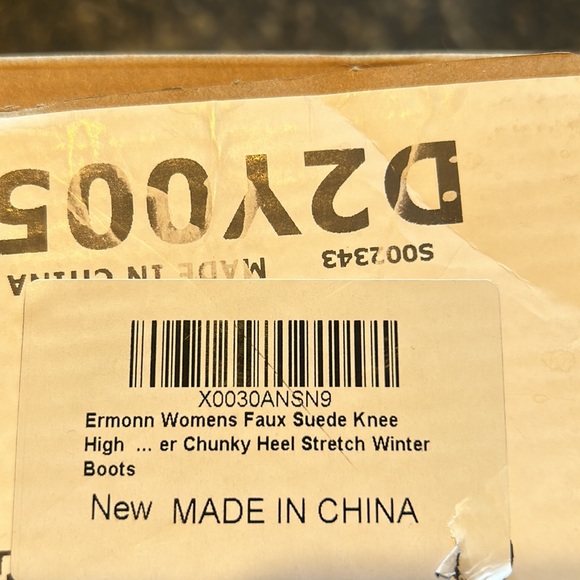 D2Y005
S002343
MADE IN CHINA
X0030ANSN9
Ermonn Womens Faux Suede Knee
High ... er Chunky Heel Stretch Winter
Boots
New MADE IN CHINA